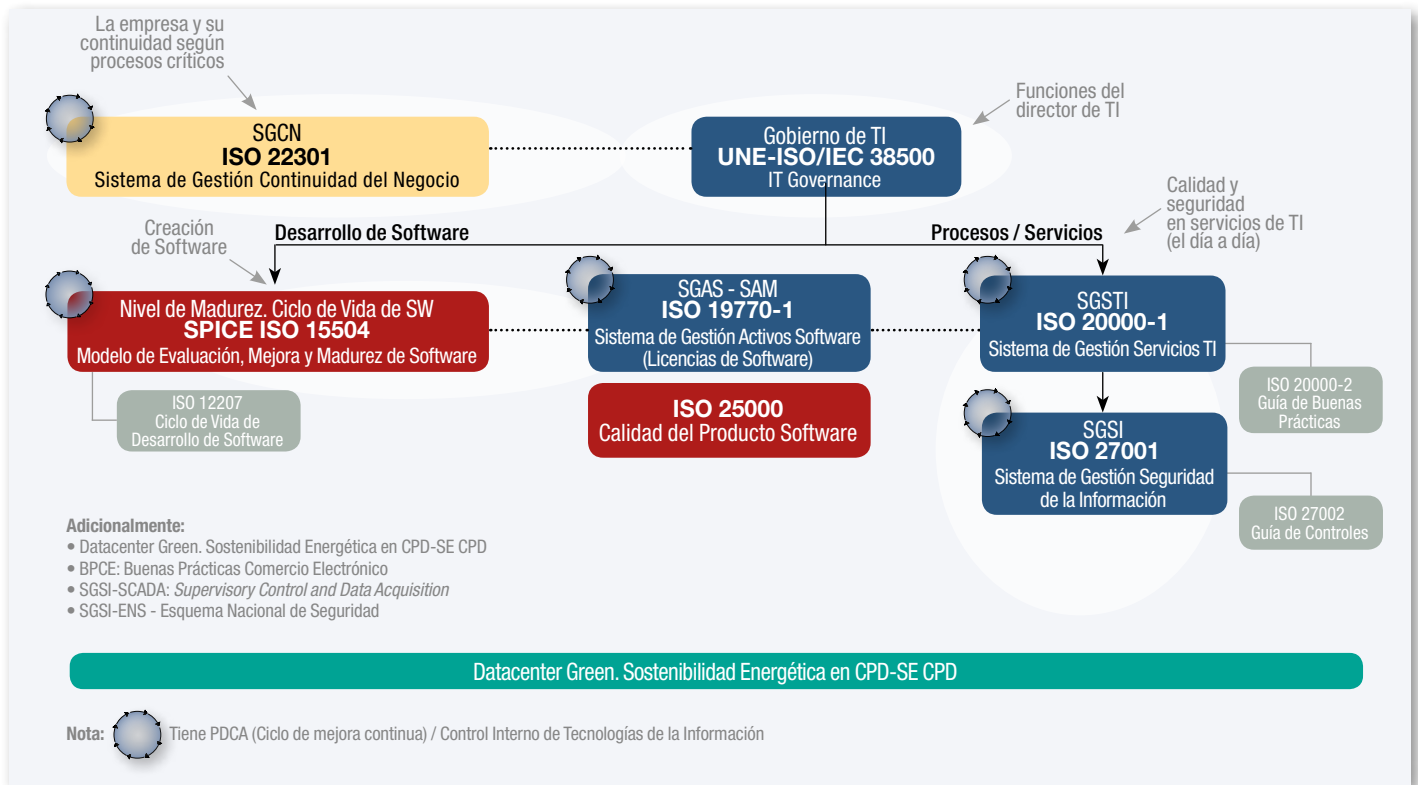 La empresa y su
continuidad según
procesos críticos
SGCN
ISO 22301
Sistema de Gestión Continuidad del Negocio
Gobierno de TI
UNE-ISO/IEC 38500
IT Governance
Funciones del
director de TI
Calidad y
seguridad
en servicios de TI
(el día a día)
Creación
de Software
Desarrollo de Software
Procesos / Servicios
Nivel de Madurez. Ciclo de Vida de SW
SPICE ISO 15504
Modelo de Evaluación, Mejora y Madurez de Software
SGAS - SAM
ISO 19770-1
Sistema de Gestión Activos Software
(Licencias de Software)
SGSTI
ISO 20000-1
Sistema de Gestión Servicios TI
ISO 12207
Ciclo de Vida de
Desarrollo de Software
ISO 25000
Calidad del Producto Software
ISO 20000-2
Guía de Buenas
Prácticas
SGSI
ISO 27001
Sistema de Gestión Seguridad
de la Información
ISO 27002
Guía de Controles
Adicionalmente:
• Datacenter Green. Sostenibilidad Energética en CPD-SE CPD
• BPCE: Buenas Prácticas Comercio Electrónico
• SGSI-SCADA: Supervisory Control and Data Acquisition
• SGSI-ENS - Esquema Nacional de Seguridad
Datacenter Green. Sostenibilidad Energética en CPD-SE CPD
Nota: Tiene PDCA (Ciclo de mejora continua) / Control Interno de Tecnologías de la Información